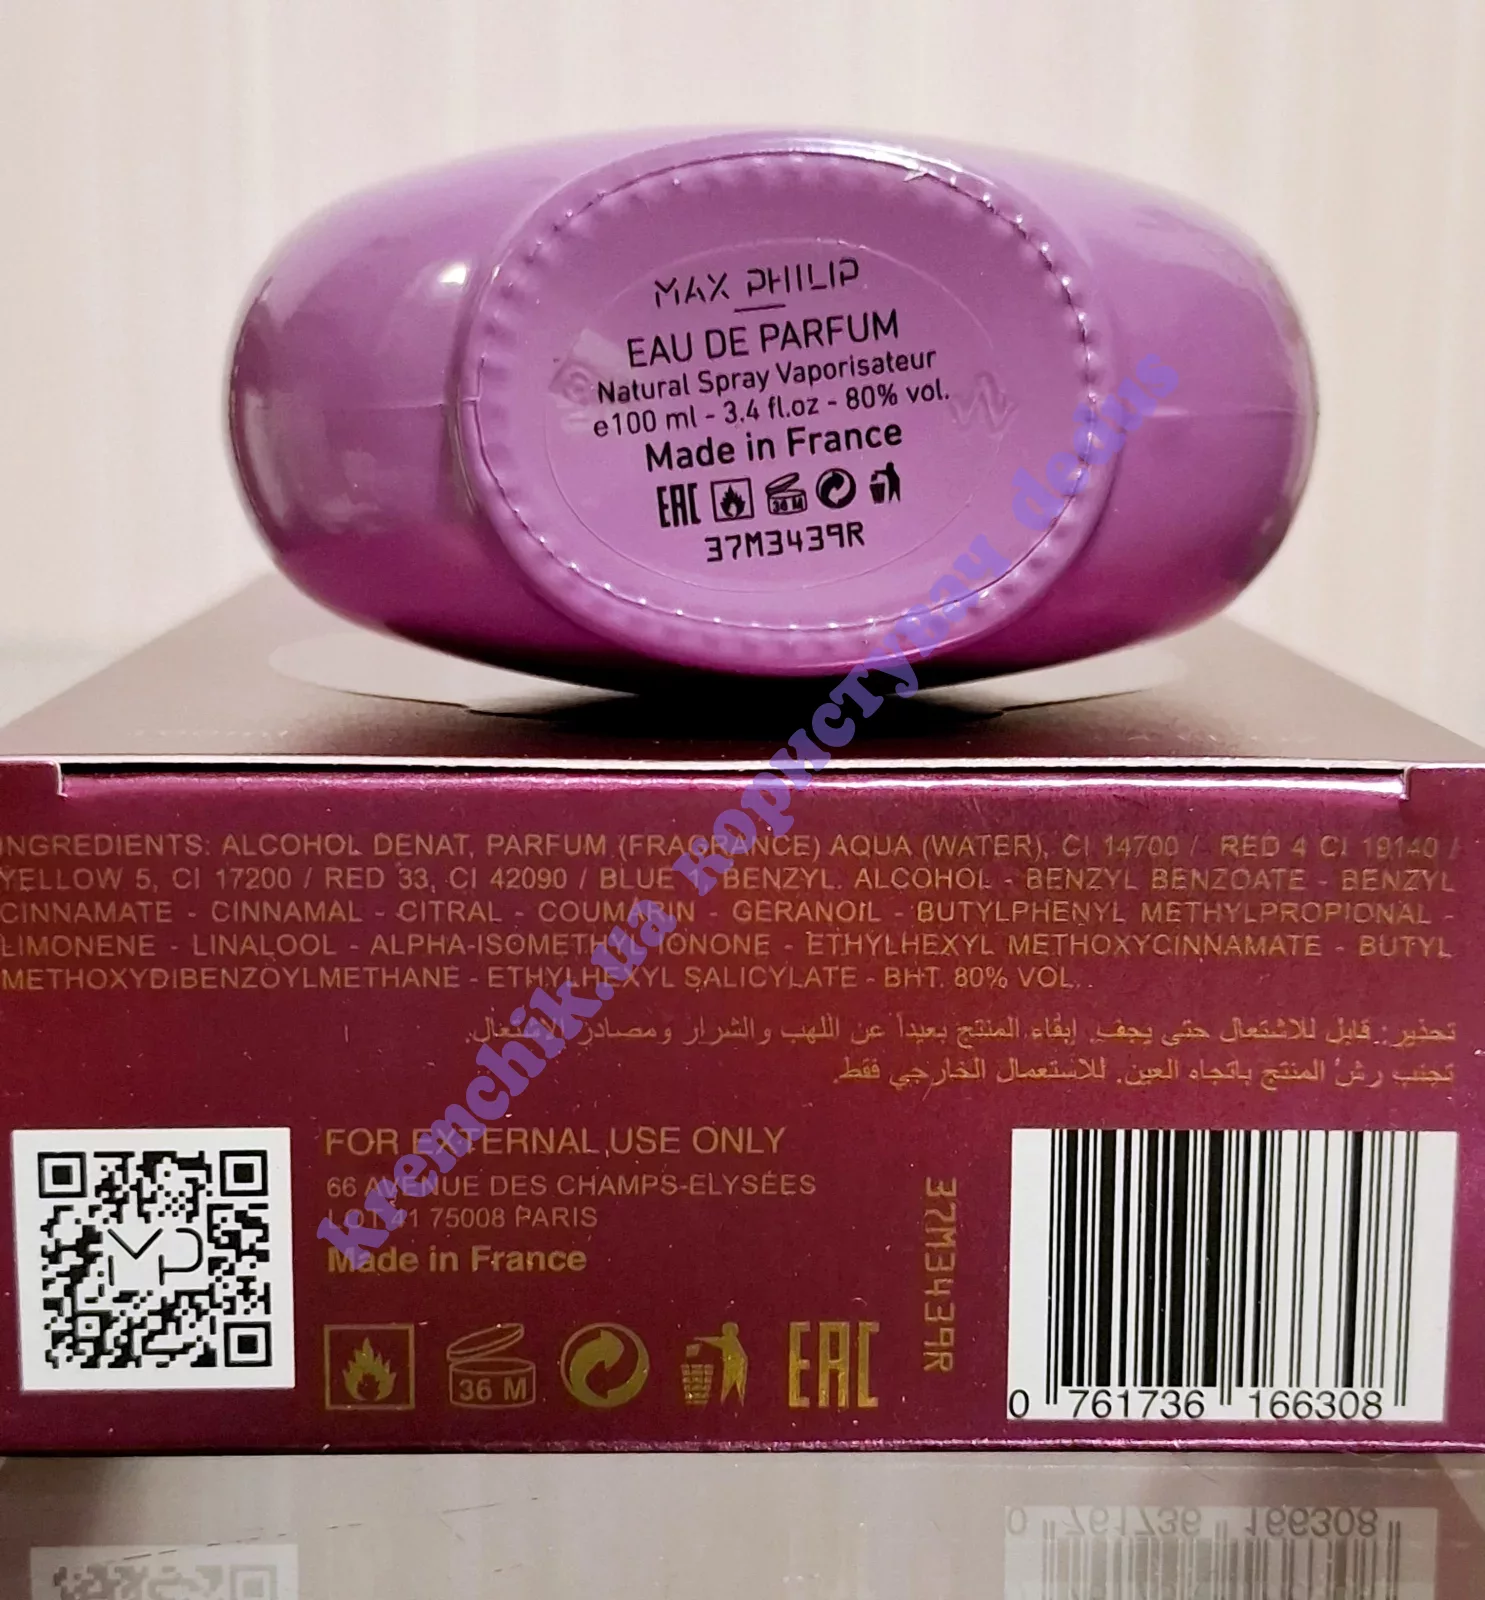 MAX PHILIP
EAU DE PARFUM
Natural Spray Vaporisateur
e100 ml - 3.4 fl.oz - 80% vol.
Made in France
EAC
36 M
37M3439R
INGREDIENTS: ALCOHOL DENAT, PARFUM (FRAGRANCE) AQUA (WATER), CI 14700 / RED 4 CI 19140 /
YELLOW 5, CI 17200 / RED 33, CI 42090 / BLUE 1, BENZYL. ALCOHOL - BENZYL BENZOATE - BENZYL
CINNAMATE - CINNAMAL - CITRAL - COUMARIN - GERANOIL - BUTYLPHENYL METHYLPROPIONAL -
LIMONENE - LINALOOL - ALPHA-ISOMETHYL IONONE - ETHYLHEXYL METHOXYCINNAMATE - BUTYL
METHOXYDIBENZOYLMETHANE - ETHYLHEXYL SALICYLATE - BHT. 80% VOL.
تحذير: قابل للاشتعال حتى يجف. إبقاء المنتج بعيداً عن اللهب والشرار ومصادر الاشتعال.
تجنب رش المنتج باتجاه العين. للاستعمال الخارجي فقط.
MP
FOR EXTERNAL USE ONLY
66 AVENUE DES CHAMPS-ELYSÉES
LOT 41 75008 PARIS
Made in France
36 M
EAC
37M3439R
0 761736 166308
kremchik.ua користувач dedus